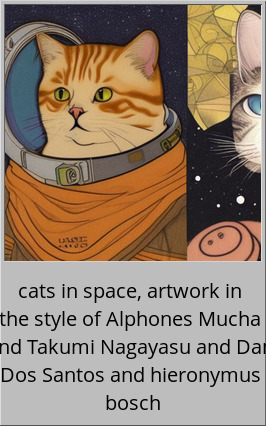 cats in space, artwork in
the style of Alphones Mucha
nd Takumi Nagayasu and Dan
Dos Santos and hieronymus
bosch